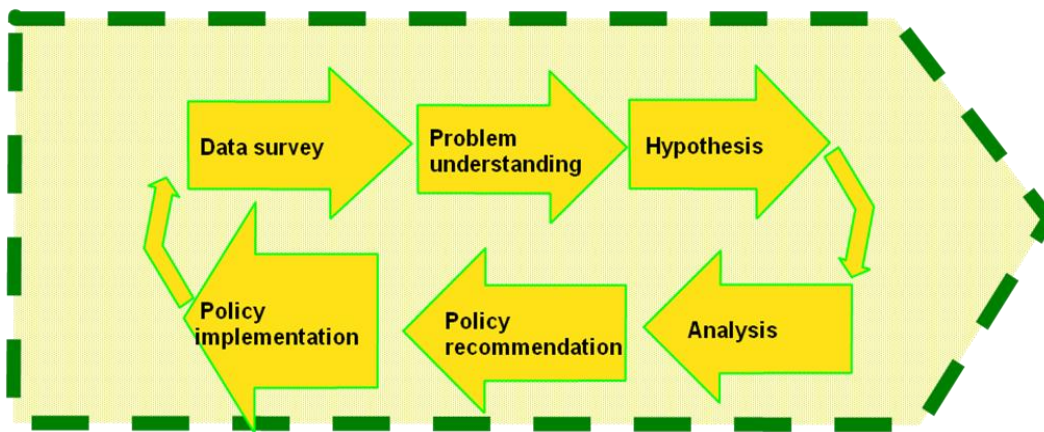 Data survey
Problem
understanding
Hypothesis
Analysis
Policy
recommendation
Policy
implementation